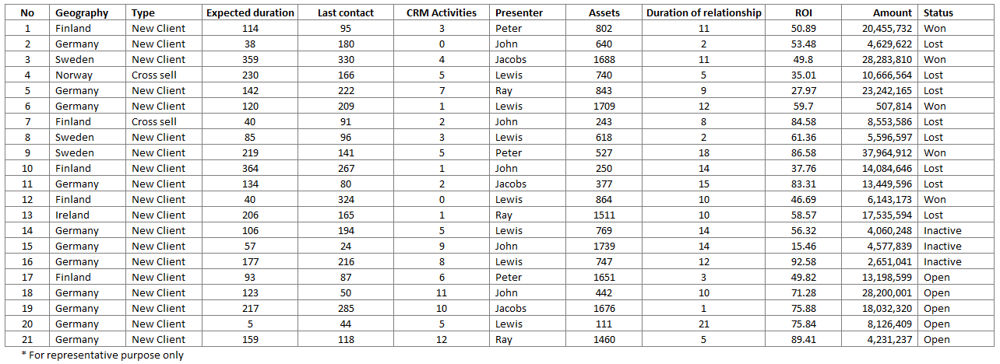 No Geography Type Expected duration Last contact CRM Activities Presenter Assets Duration of relationship ROI Amount Status
1 Finland New Client 114 95 3 Peter 802 11 50.89 20,455,732 Won
2 Germany New Client 38 180 0 John 640 2 53.48 4,629,622 Lost
3 Sweden New Client 359 330 4 Jacobs 1688 11 49.8 28,283,810 Won
4 Norway Cross sell 230 166 5 Lewis 740 5 35.01 10,666,564 Lost
5 Germany New Client 142 222 7 Ray 843 9 27.97 23,242,165 Lost
6 Germany New Client 120 209 1 Lewis 1709 12 59.7 507,814 Won
7 Finland Cross sell 40 91 2 John 243 8 84.58 8,553,586 Lost
8 Sweden New Client 85 96 3 Lewis 618 2 61.36 5,596,597 Lost
9 Sweden New Client 219 141 5 Peter 527 18 86.58 37,964,912 Won
10 Finland New Client 364 267 1 John 250 14 37.76 14,084,646 Lost
11 Germany New Client 134 80 2 Jacobs 377 15 83.31 13,449,596 Lost
12 Finland New Client 40 324 0 Lewis 864 10 46.69 6,143,173 Won
13 Ireland New Client 206 165 1 Ray 1511 10 58.57 17,535,594 Lost
14 Germany New Client 106 194 5 Lewis 769 14 56.32 4,060,248 Inactive
15 Germany New Client 57 24 9 John 1739 14 15.46 4,577,839 Inactive
16 Germany New Client 177 216 8 Lewis 747 12 92.58 2,651,041 Inactive
17 Finland New Client 93 87 6 Peter 1651 3 49.82 13,198,599 Open
18 Germany New Client 123 50 11 John 442 10 71.28 28,200,001 Open
19 Germany New Client 217 285 10 Jacobs 1676 1 75.88 18,032,320 Open
20 Germany New Client 5 44 5 Lewis 111 21 75.84 8,126,409 Open
21 Germany New Client 159 118 12 Ray 1460 5 89.41 4,231,237 Open
* For representative purpose only